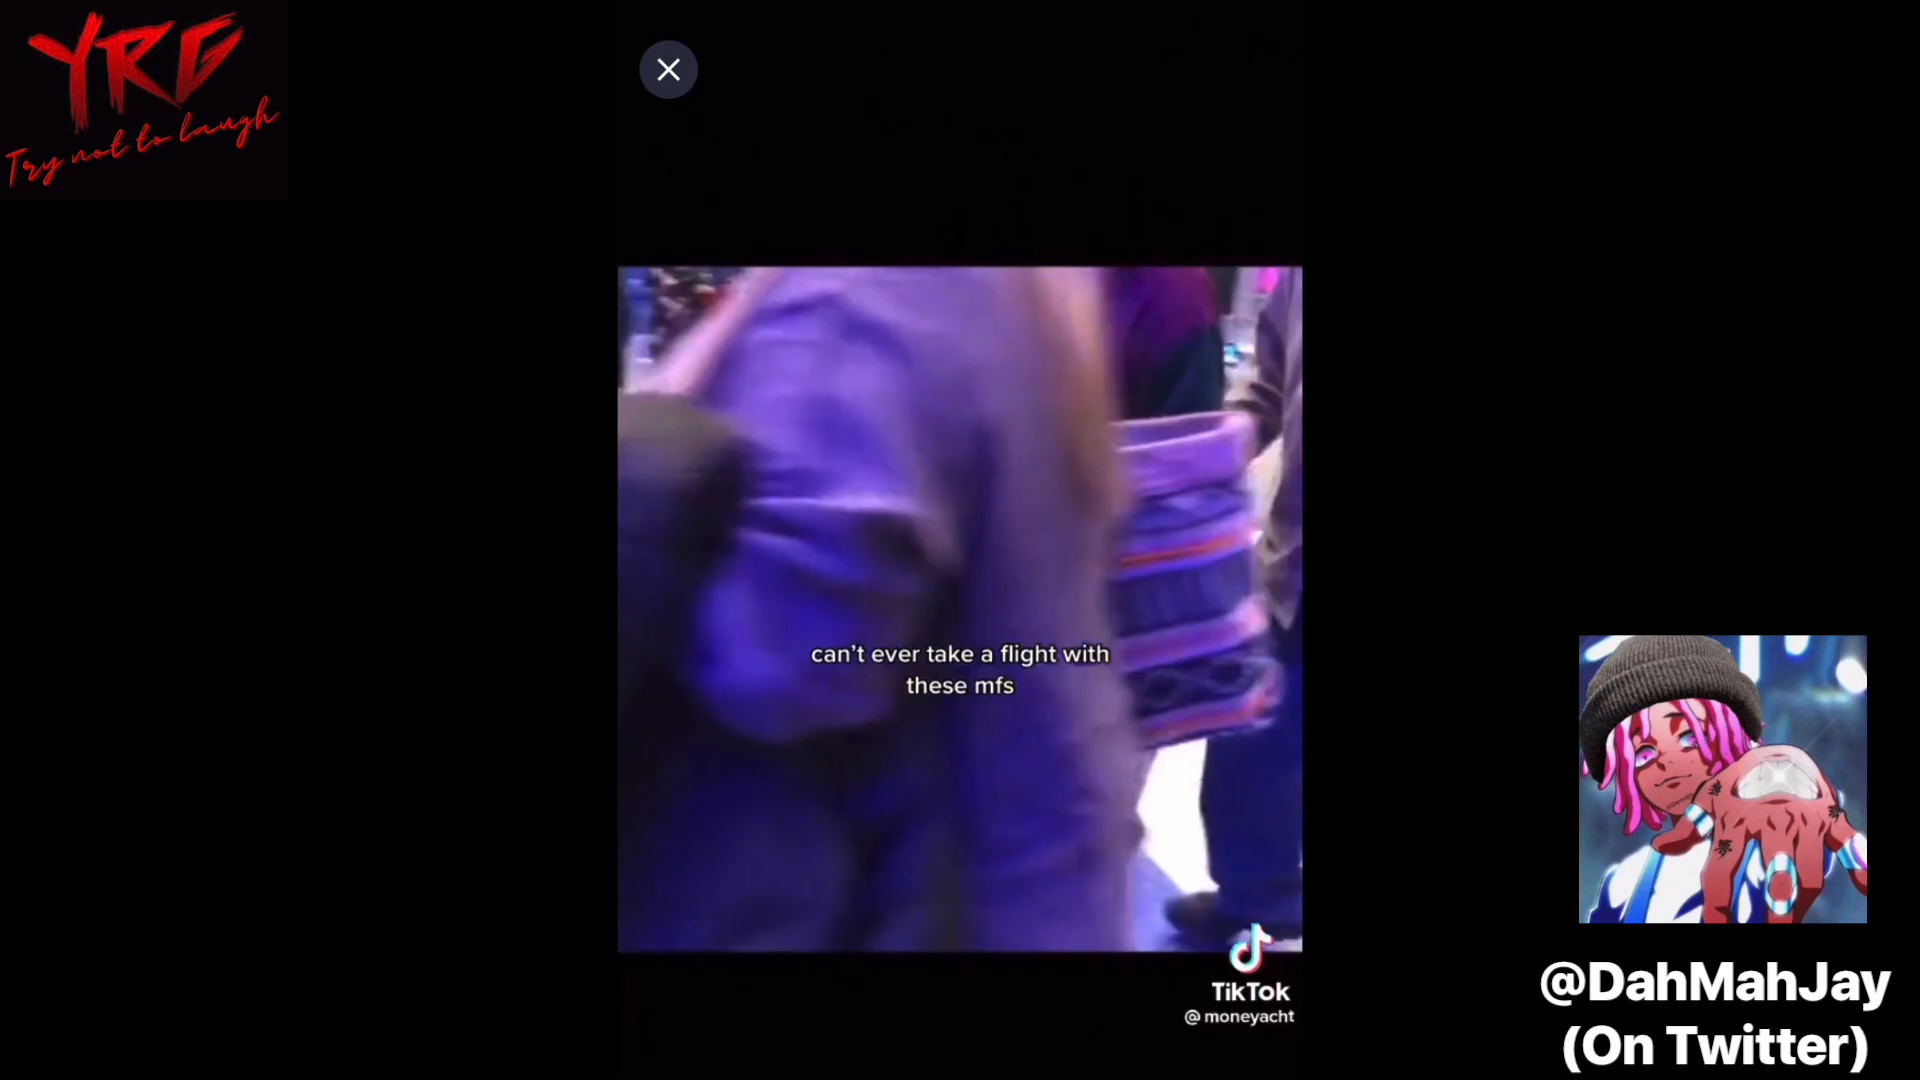 YRG
Try not to laugh
can't ever take a flight with
these mfs
TikTok
@moneyacht
@DahMahJay
(On Twitter)